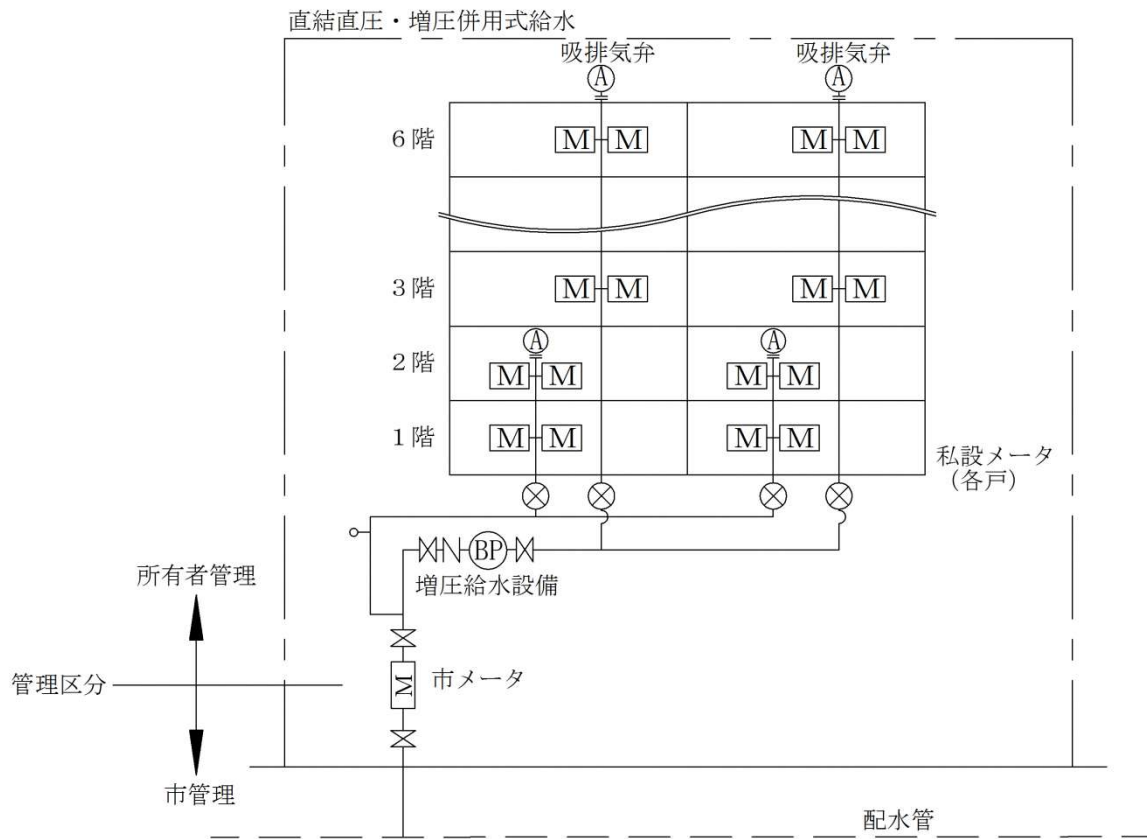 直結直圧・増圧併用式給水
吸排気弁 吸排気弁
A A
6階 M M M M
3階 M M M M
A A
2階 M M M M
1階 M M M M
私設メータ
(各戸)
BP
増圧給水設備
所有者管理
管理区分
M 市メータ
市管理
配水管